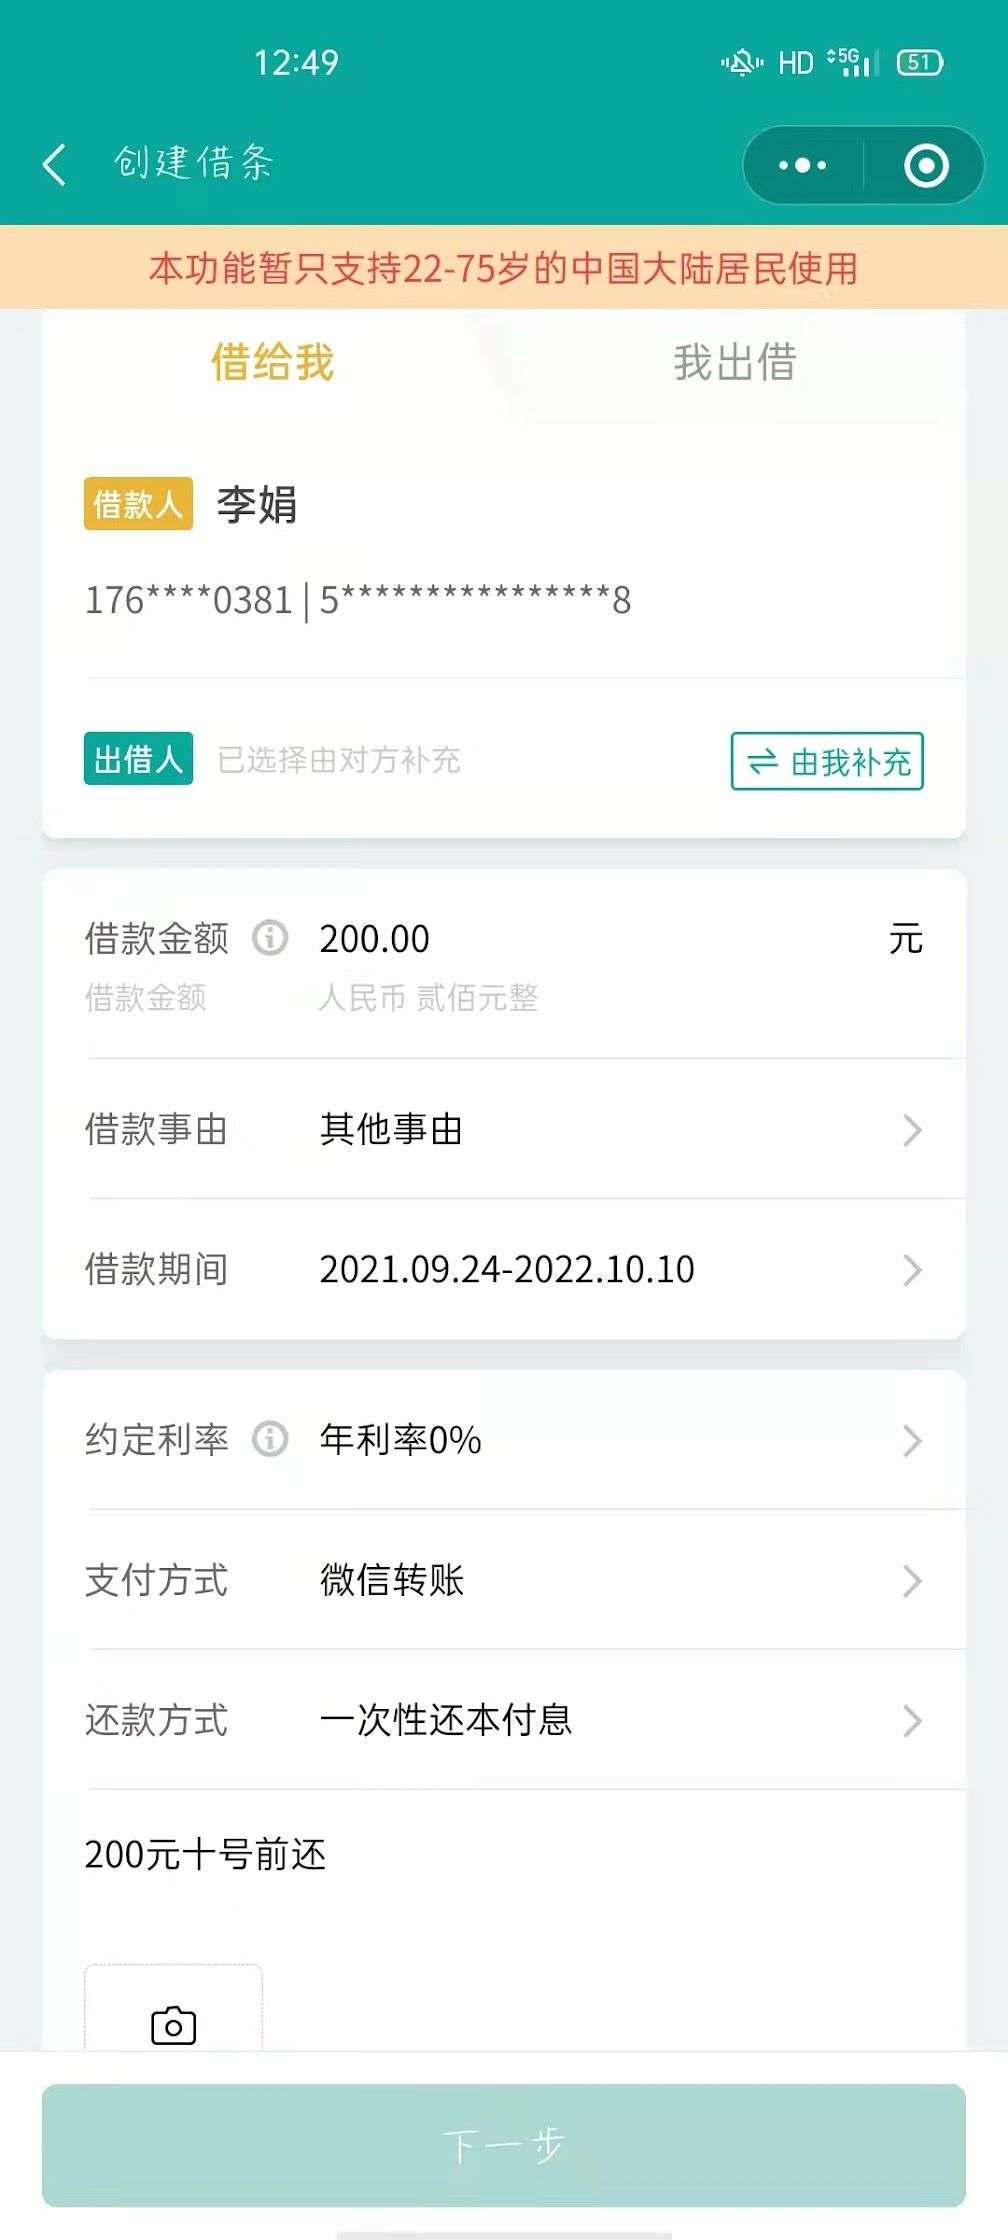 12:49
HD 5G 51
创建借条
本功能暂只支持22-75岁的中国大陆居民使用
借给我 我出借
借款人 李娟
176****0381 | 5****************8
出借人 已选择由对方补充 由我补充
借款金额 200.00 元
借款金额 人民币 贰佰元整
借款事由 其他事由
借款期间 2021.09.24-2022.10.10
约定利率 年利率0%
支付方式 微信转账
还款方式 一次性还本付息
200元十号前还
下一步